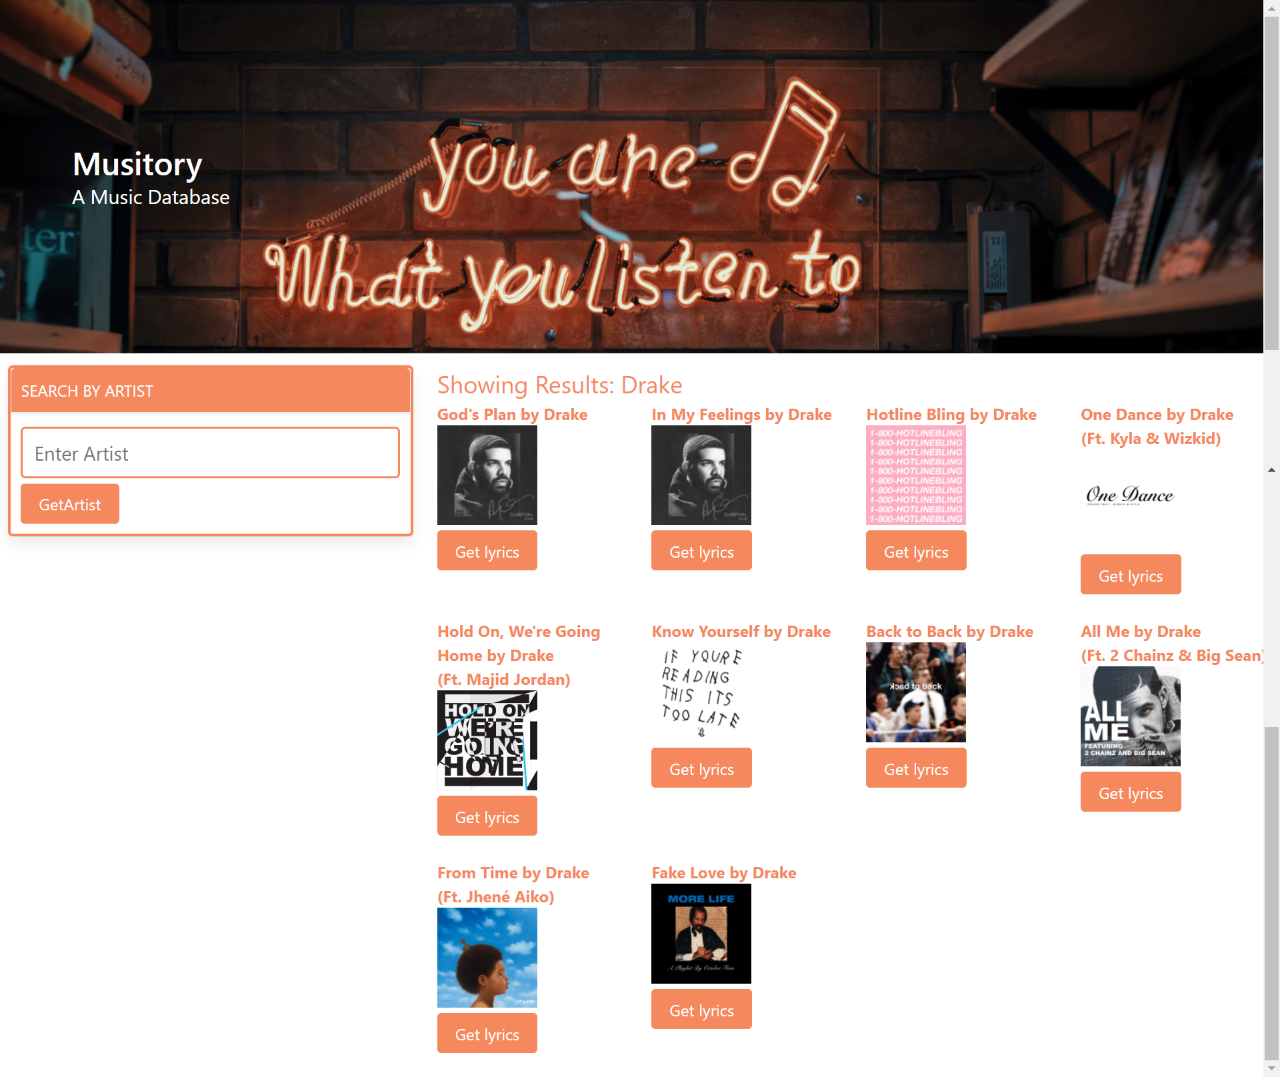 you are
What you listen to
Musitory
A Music Database
ter
SEARCH BY ARTIST
Enter Artist
GetArtist
Showing Results: Drake
God's Plan by Drake
Get lyrics
In My Feelings by Drake
Get lyrics
Hotline Bling by Drake
1-800-HOTLINEBLING
1-800-HOTLINEBLING
1-800-HOTLINEBLING
1-800-HOTLINEBLING
1-800-HOTLINEBLING
1-800-HOTLINEBLING
1-800-HOTLINEBLING
1-800-HOTLINEBLING
1-800-HOTLINEBLING
1-800-HOTLINEBLING
Get lyrics
One Dance by Drake
(Ft. Kyla & Wizkid)
One Dance
Get lyrics
Hold On, We're Going
Home by Drake
(Ft. Majid Jordan)
HOLD ON
WE'RE
GOING
HOME
Get lyrics
Know Yourself by Drake
IF YOURE
READING
THIS ITS
TOO LATE
Get lyrics
Back to Back by Drake
back to back
Get lyrics
All Me by Drake
(Ft. 2 Chainz & Big Sean)
ALL
ME
FEATURING
2 CHAINZ AND BIG SEAN
Get lyrics
From Time by Drake
(Ft. Jhené Aiko)
Get lyrics
Fake Love by Drake
MORE LIFE
A Playlist By October Firm
Get lyrics